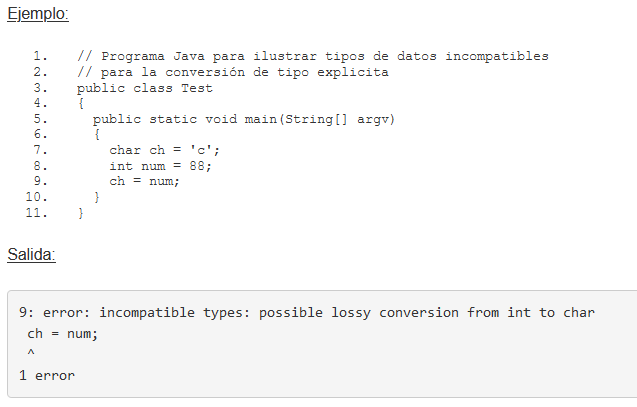 Ejemplo:
1. // Programa Java para ilustrar tipos de datos incompatibles
2. // para la conversión de tipo explicita
3. public class Test
4. {
5. public static void main(String[] argv)
6. {
7. char ch = 'c';
8. int num = 88;
9. ch = num;
10. }
11. }
Salida:
9: error: incompatible types: possible lossy conversion from int to char
ch = num;
^
1 error